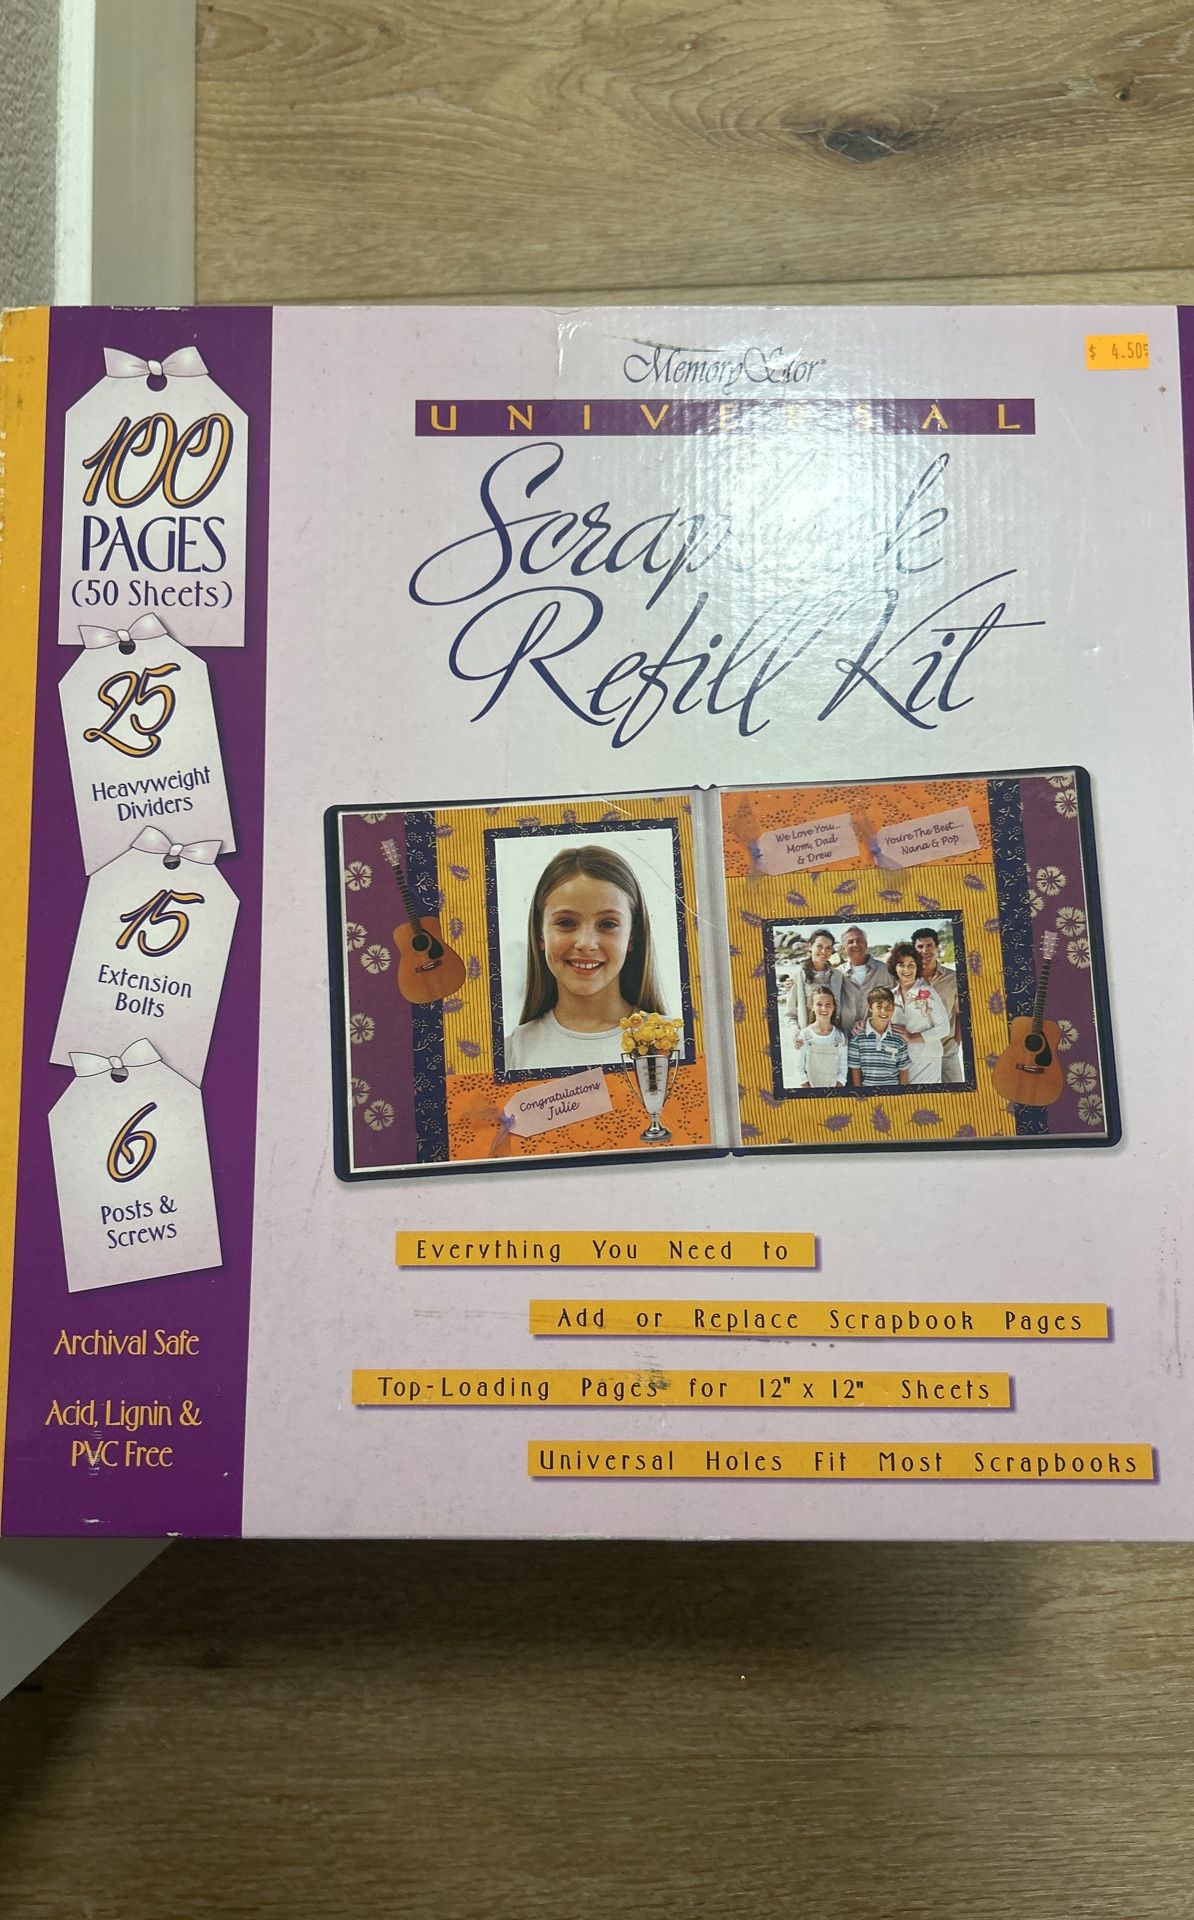 MemoryStor®
$ 4.50
UNIVERSAL
Scrapbook
Refill Kit
100
PAGES
(50 Sheets)
25
Heavyweight
Dividers
15
Extension
Bolts
6
Posts &
Screws
Archival Safe
Acid, Lignin &
PVC Free
We Love You...
Mom, Dad
& Drew
You're The Best....
Nana & Pop
Congratulations
Julie
Everything You Need to
Add or Replace Scrapbook Pages
Top-Loading Pages for 12" x 12" Sheets
Universal Holes Fit Most Scrapbooks